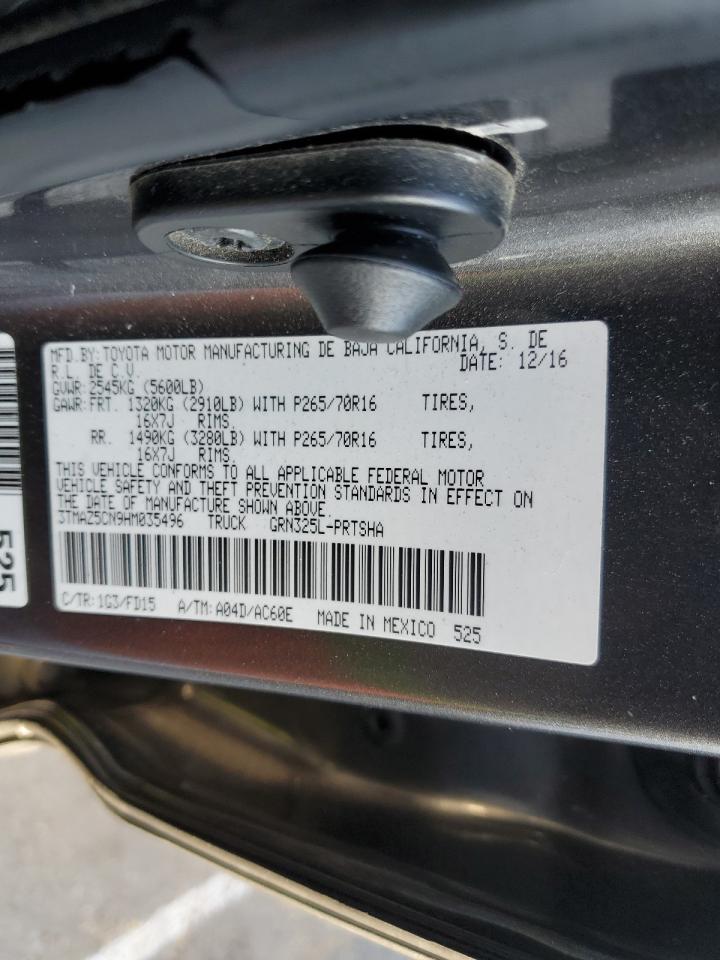 MFD.BY:TOYOTA MOTOR MANUFACTURING DE BAJA CALIFORNIA, S. DE
R.L. DE C.V. DATE: 12/16
GVWR: 2545KG (5600LB)
GAWR: FRT. 1320KG (2910LB) WITH P265/70R16 TIRES,
16X7J RIMS.
RR. 1490KG (3280LB) WITH P265/70R16 TIRES,
16X7J RIMS.
THIS VEHICLE CONFORMS TO ALL APPLICABLE FEDERAL MOTOR
VEHICLE SAFETY AND THEFT PREVENTION STANDARDS IN EFFECT ON
THE DATE OF MANUFACTURE SHOWN ABOVE.
3TMAZ5CN9HM035496 TRUCK GRN325L-PRTSHA
C/TR:1G3/FD15 A/TM:A04D/AC60E MADE IN MEXICO 525
525